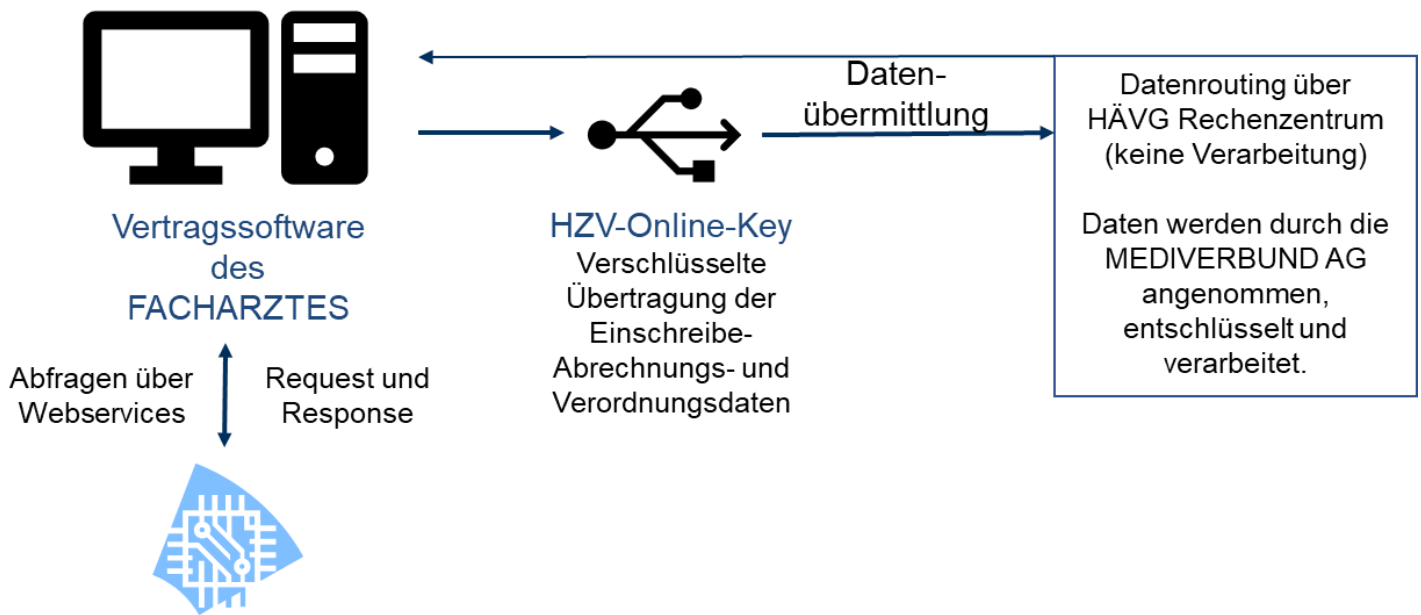 Vertragssoftware
des
FACHARZTES
Abfragen über
Webservices
Request und
Response
HZV-Online-Key
Verschlüsselte
Übertragung der
Einschreibe-
Abrechnungs- und
Verordnungsdaten
Daten-
übermittlung
Datenrouting über
HÄVG Rechenzentrum
(keine Verarbeitung)
Daten werden durch die
MEDIVERBUND AG
angenommen,
entschlüsselt und
verarbeitet.